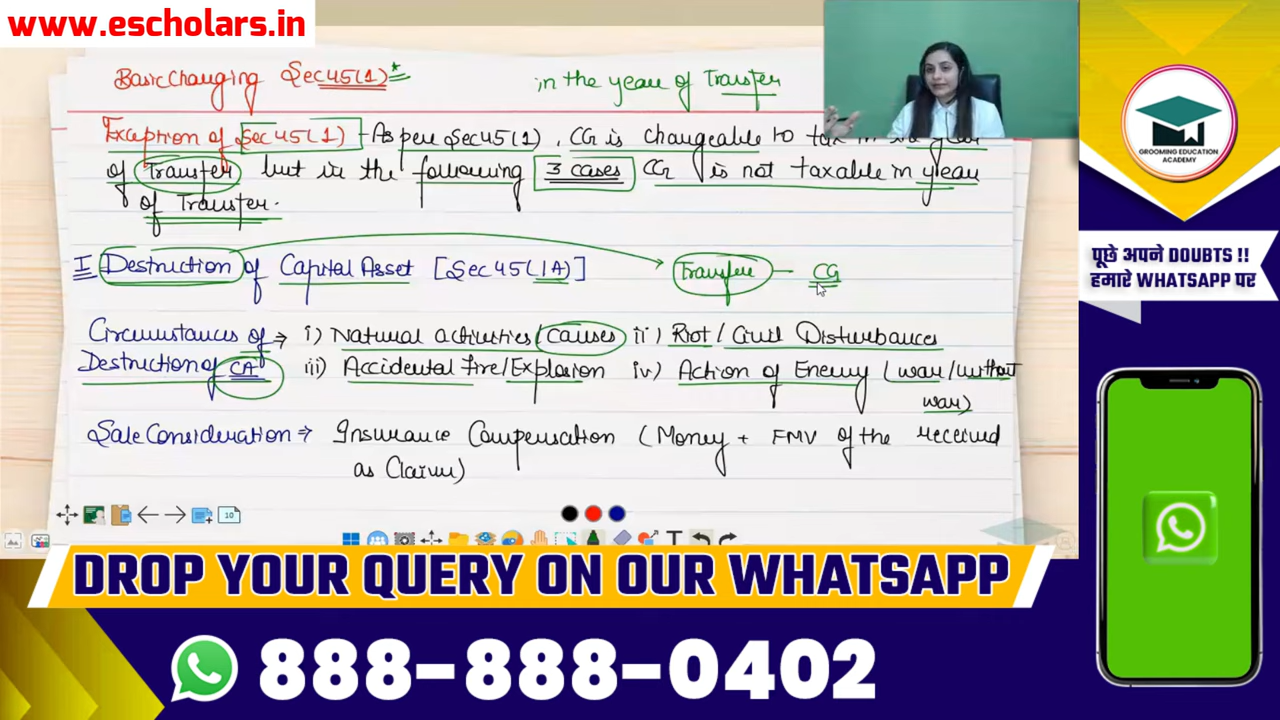 www.escholars.in
Basic Charging Sec 45(1)*
in the year of Transfer
Exception of Sec 45(1) - As per Sec 45(1), CG is chargeable to tax in year
of Transfer but in the following 3 cases CG is not taxable in year
of Transfer.
I Destruction of Capital Asset [Sec 45(1A)]
Transfer - CG
Circumstances of → i) Natural activities/causes ii) Riot/Civil Disturbances
Destruction of CA iii) Accidental fire/Explosion iv) Action of Enemy (war/without
war)
Sale Consideration ⇒ Insurance Compensation (Money + FMV of the received
as Claim)
10
GROOMING EDUCATION
ACADEMY
पूछे अपने DOUBTS !!
हमारे WHATSAPP पर
DROP YOUR QUERY ON OUR WHATSAPP
888-888-0402